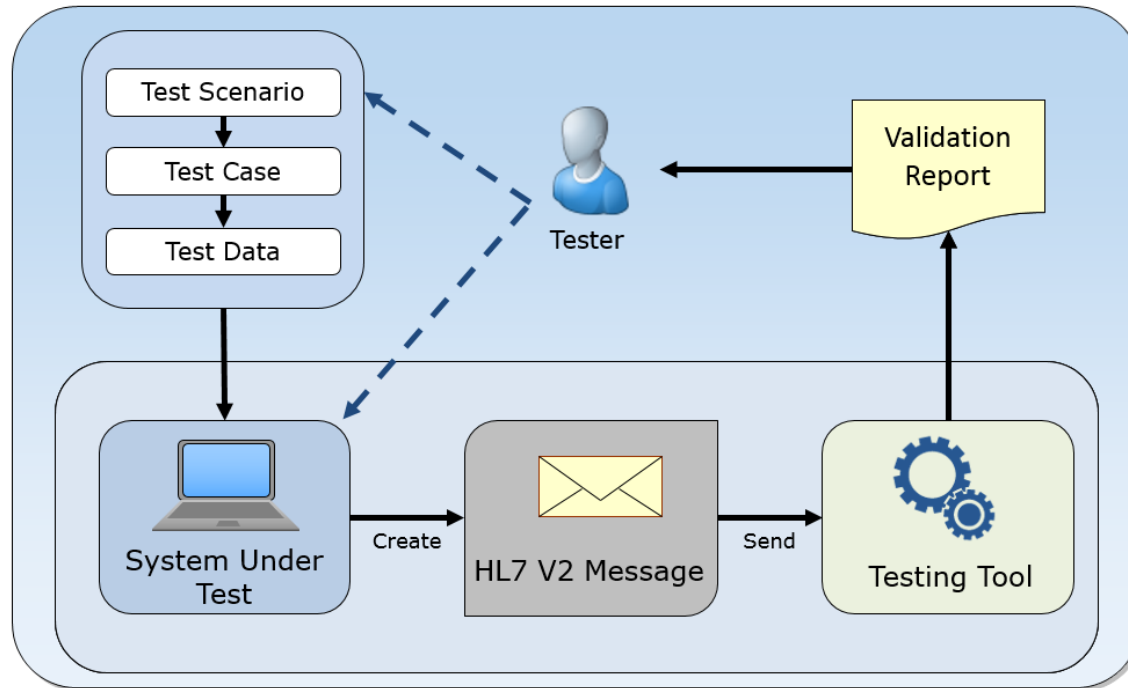 Test Scenario
Test Case
Test Data
Tester
Validation
Report
System Under
Test
Create
HL7 V2 Message
Send
Testing Tool